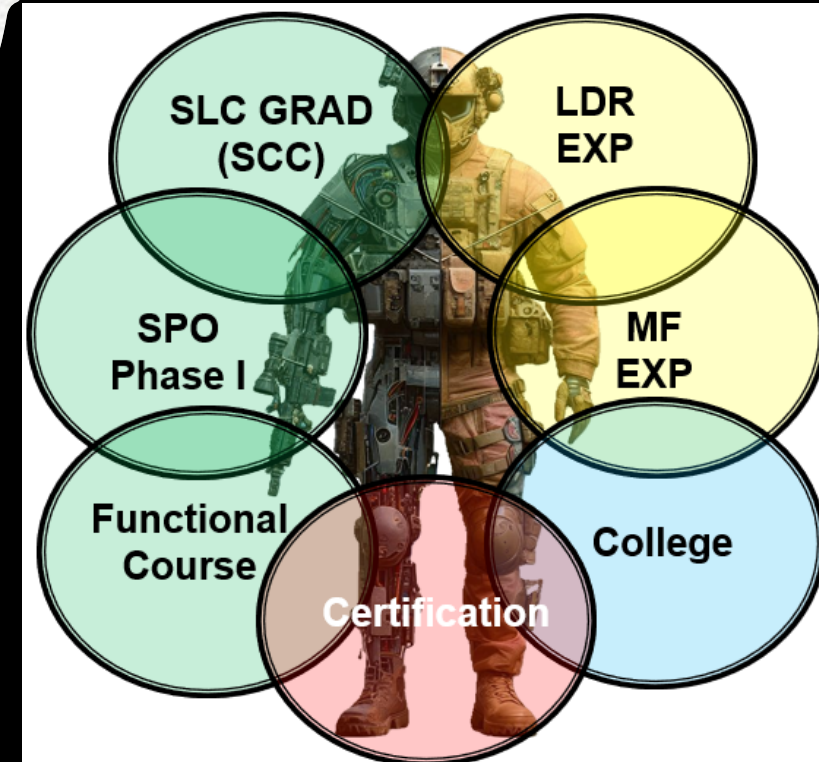 SLC GRAD
(SCC)
LDR
EXP
SPO
Phase I
MF
EXP
Functional
Course
College
Certification